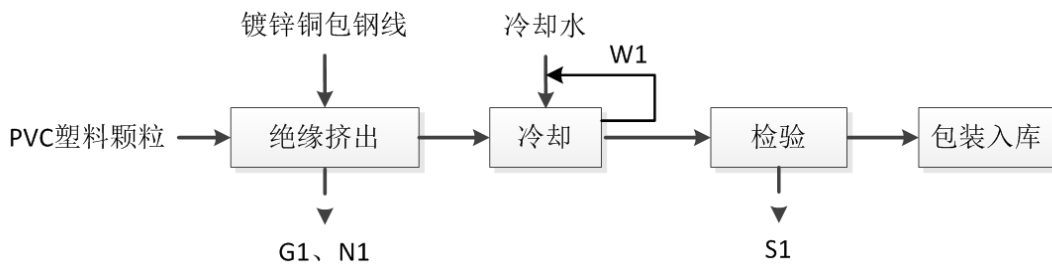 镀锌铜包钢线
冷却水
W1
PVC塑料颗粒
绝缘挤出
冷却
检验
包装入库
G1、N1
S1